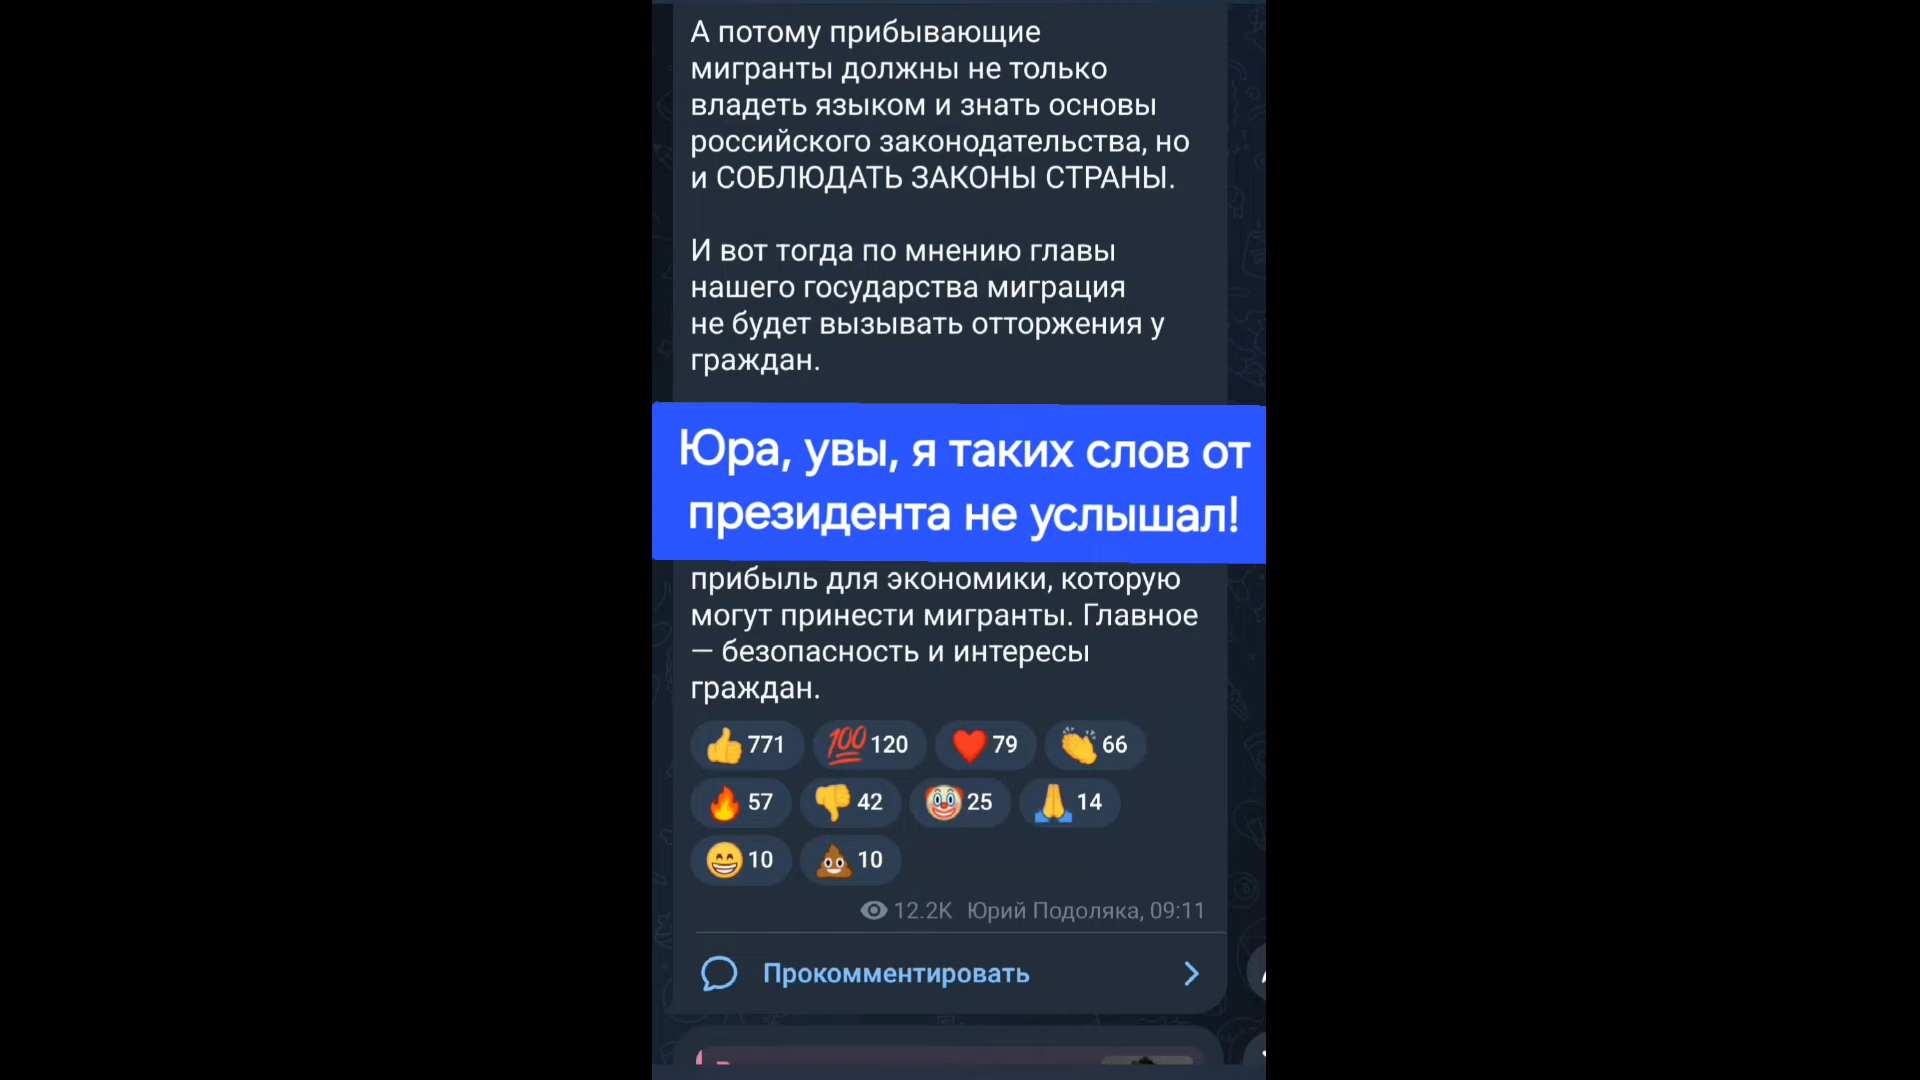 А потому прибывающие
мигранты должны не только
владеть языком и знать основы
российского законодательства, но
и СОБЛЮДАТЬ ЗАКОНЫ СТРАНЫ.
И вот тогда по мнению главы
нашего государства миграция
не будет вызывать отторжения у
граждан.
Юра, увы, я таких слов от
президента не услышал!
прибыль для экономики, которую
могут принести мигранты. Главное
— безопасность и интересы
граждан.
👍 771 💯 120 ❤️ 79 👏 66
🔥 57 👎 42 🤡 25 🙏 14
😁 10 💩 10
12.2K Юрий Подоляка, 09:11
Прокомментировать